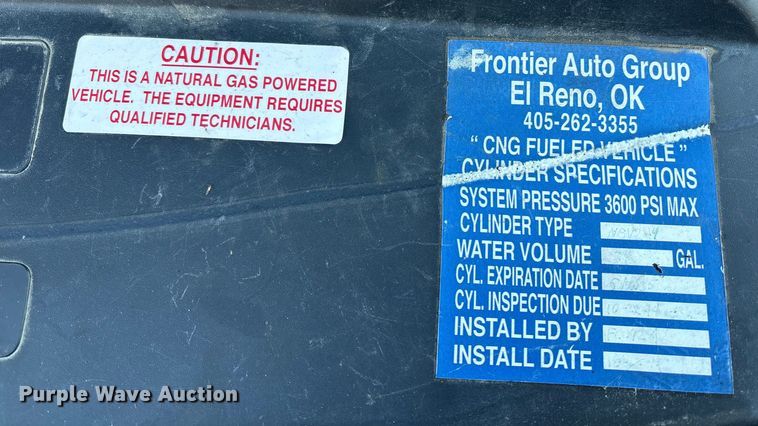 CAUTION:
THIS IS A NATURAL GAS POWERED
VEHICLE. THE EQUIPMENT REQUIRES
QUALIFIED TECHNICIANS.
Frontier Auto Group
El Reno, OK
405-262-3355
“ CNG FUELED VEHICLE ”
CYLINDER SPECIFICATIONS
SYSTEM PRESSURE 3600 PSI MAX
CYLINDER TYPE
WATER VOLUME GAL.
CYL. EXPIRATION DATE
CYL. INSPECTION DUE
INSTALLED BY
INSTALL DATE
Purple Wave Auction